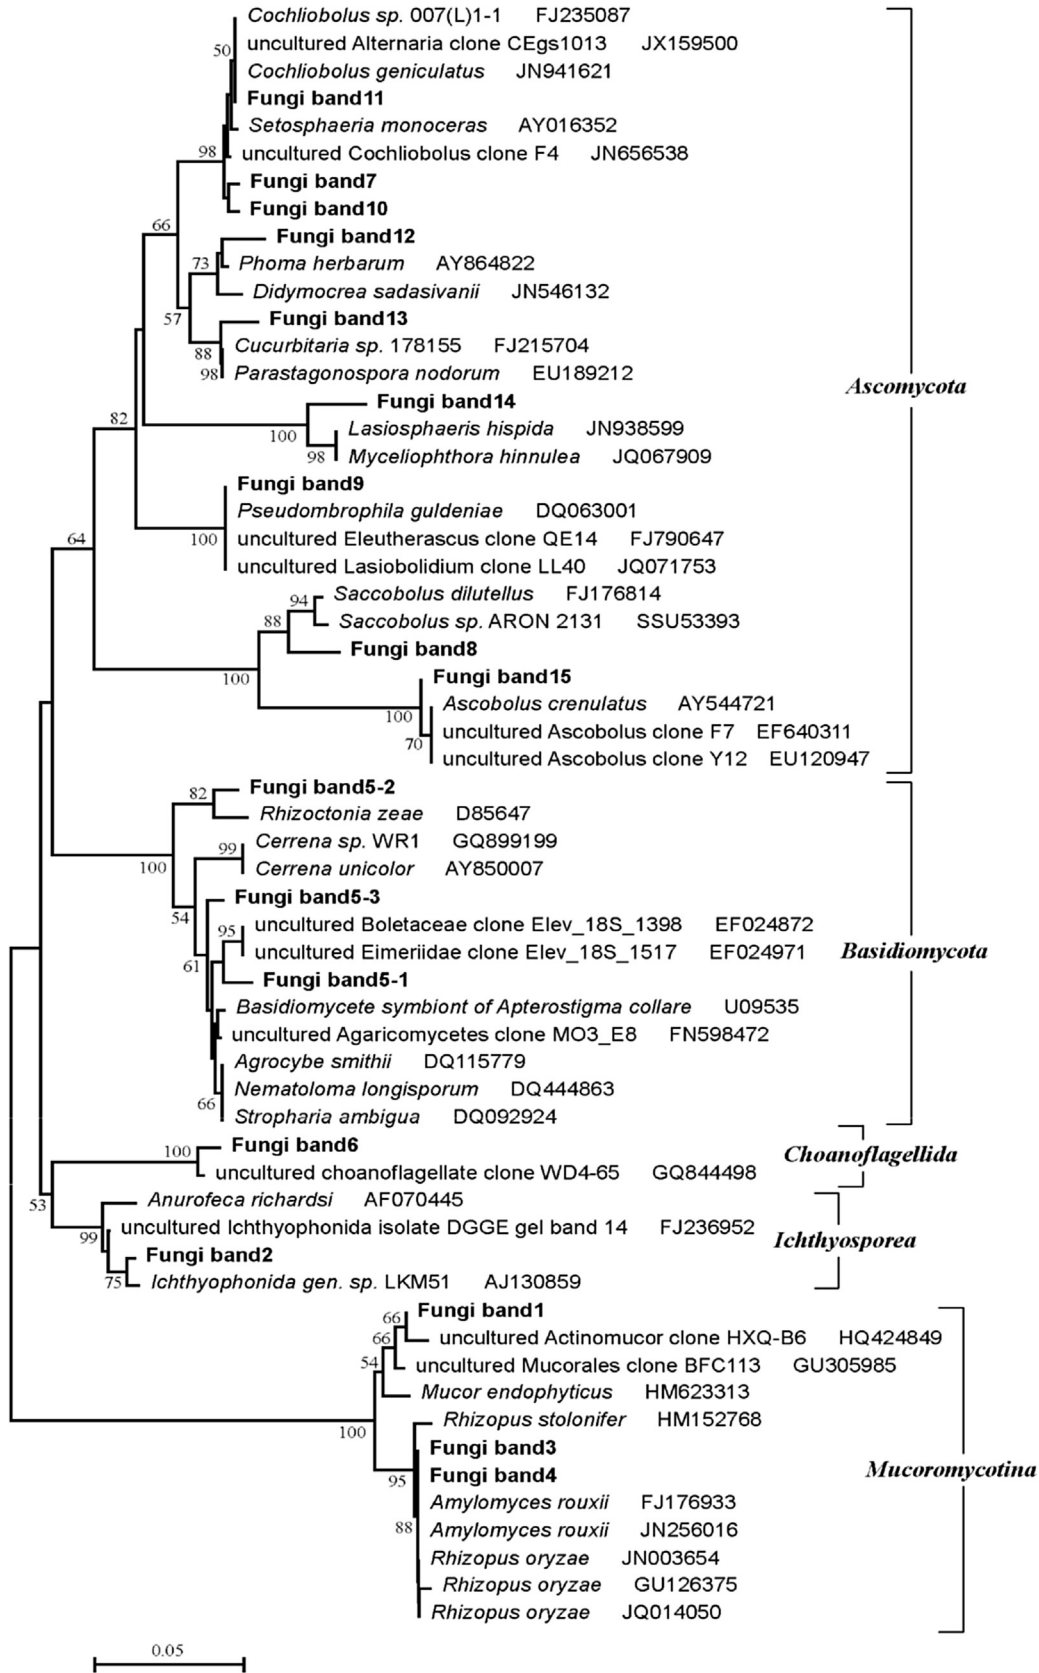 Cochliobolus sp. 007(L)1-1 FJ235087
uncultured Alternaria clone CEgs1013 JX159500
50
Cochliobolus geniculatus JN941621
Fungi band11
Setosphaeria monoceras AY016352
98 uncultured Cochliobolus clone F4 JN656538
Fungi band7
Fungi band10
66
Fungi band12
73 Phoma herbarum AY864822
Didymocrea sadasivanii JN546132
57 Fungi band13
88 Cucurbitaria sp. 178155 FJ215704
98 Parastagonospora nodorum EU189212
Ascomycota
Fungi band14
82
100 Lasiosphaeris hispida JN938599
98 Myceliophthora hinnulea JQ067909
Fungi band9
Pseudombrophila guldeniae DQ063001
64 100 uncultured Eleutherascus clone QE14 FJ790647
uncultured Lasiobolidium clone LL40 JQ071753
94 Saccobolus dilutellus FJ176814
88 Saccobolus sp. ARON 2131 SSU53393
Fungi band8
100 Fungi band15
Ascobolus crenulatus AY544721
100
uncultured Ascobolus clone F7 EF640311
70
uncultured Ascobolus clone Y12 EU120947
82 Fungi band5-2
Rhizoctonia zeae D85647
99 Cerrena sp. WR1 GQ899199
100 Cerrena unicolor AY850007
Fungi band5-3
54
95 uncultured Boletaceae clone Elev_18S_1398 EF024872
uncultured Eimeriidae clone Elev_18S_1517 EF024971
Basidiomycota
61
Fungi band5-1
Basidiomycete symbiont of Apterostigma collare U09535
uncultured Agaricomycetes clone MO3_E8 FN598472
Agrocybe smithii DQ115779
Nematoloma longisporum DQ444863
66
Stropharia ambigua DQ092924
100 Fungi band6
Choanoflagellida
uncultured choanoflagellate clone WD4-65 GQ844498
53 Anurofeca richardsi AF070445
99 uncultured Ichthyophonida isolate DGGE gel band 14 FJ236952
Ichthyosporea
Fungi band2
75 Ichthyophonida gen. sp. LKM51 AJ130859
66 Fungi band1
66 uncultured Actinomucor clone HXQ-B6 HQ424849
54 uncultured Mucorales clone BFC113 GU305985
Mucor endophyticus HM623313
100 Rhizopus stolonifer HM152768
Fungi band3
Mucoromycotina
95 Fungi band4
Amylomyces rouxii FJ176933
88 Amylomyces rouxii JN256016
Rhizopus oryzae JN003654
Rhizopus oryzae GU126375
Rhizopus oryzae JQ014050
0.05